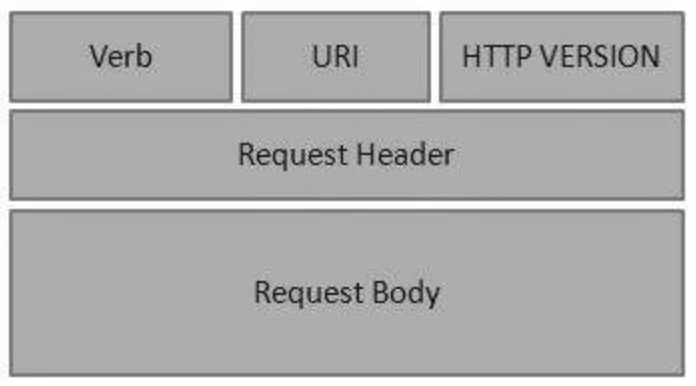 Verb URI HTTP VERSION
Request Header
Request Body